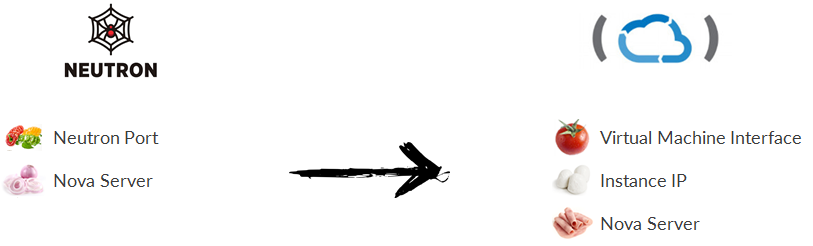 NEUTRON
Neutron Port
Nova Server
Virtual Machine Interface
Instance IP
Nova Server